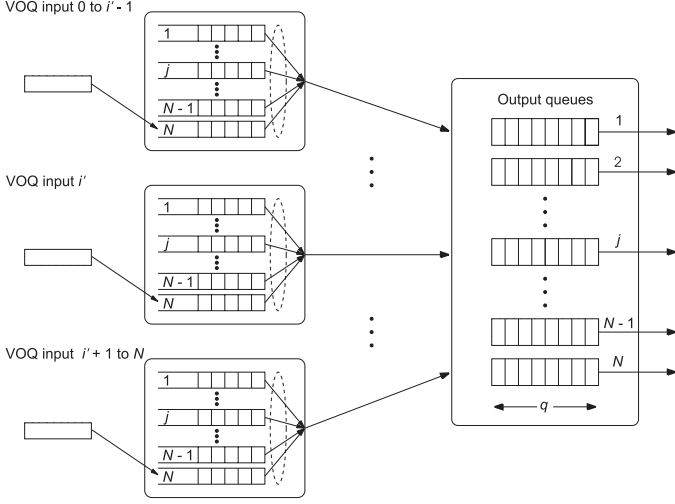 VOQ input 0 to i' - 1
1
j
N - 1
N
VOQ input i'
1
j
N - 1
N
VOQ input i' + 1 to N
1
j
N - 1
N
Output queues
1
2
j
N - 1
N
q